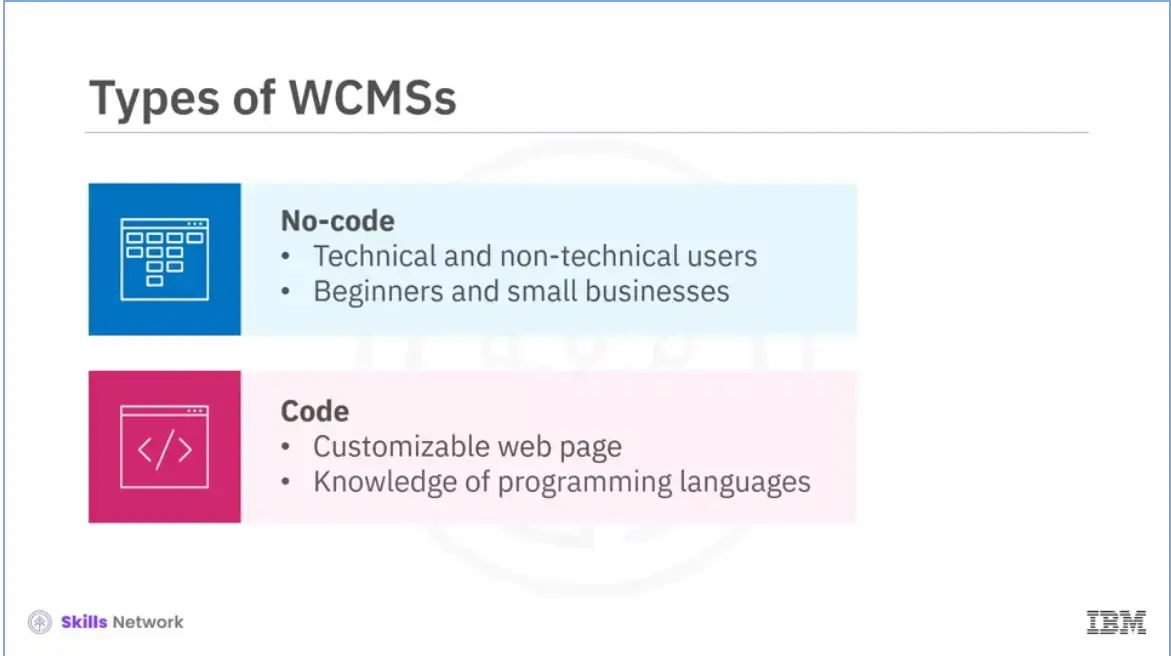 Types of WCMSs
No-code
• Technical and non-technical users
• Beginners and small businesses
</>
Code
• Customizable web page
• Knowledge of programming languages
Skills Network
IBM